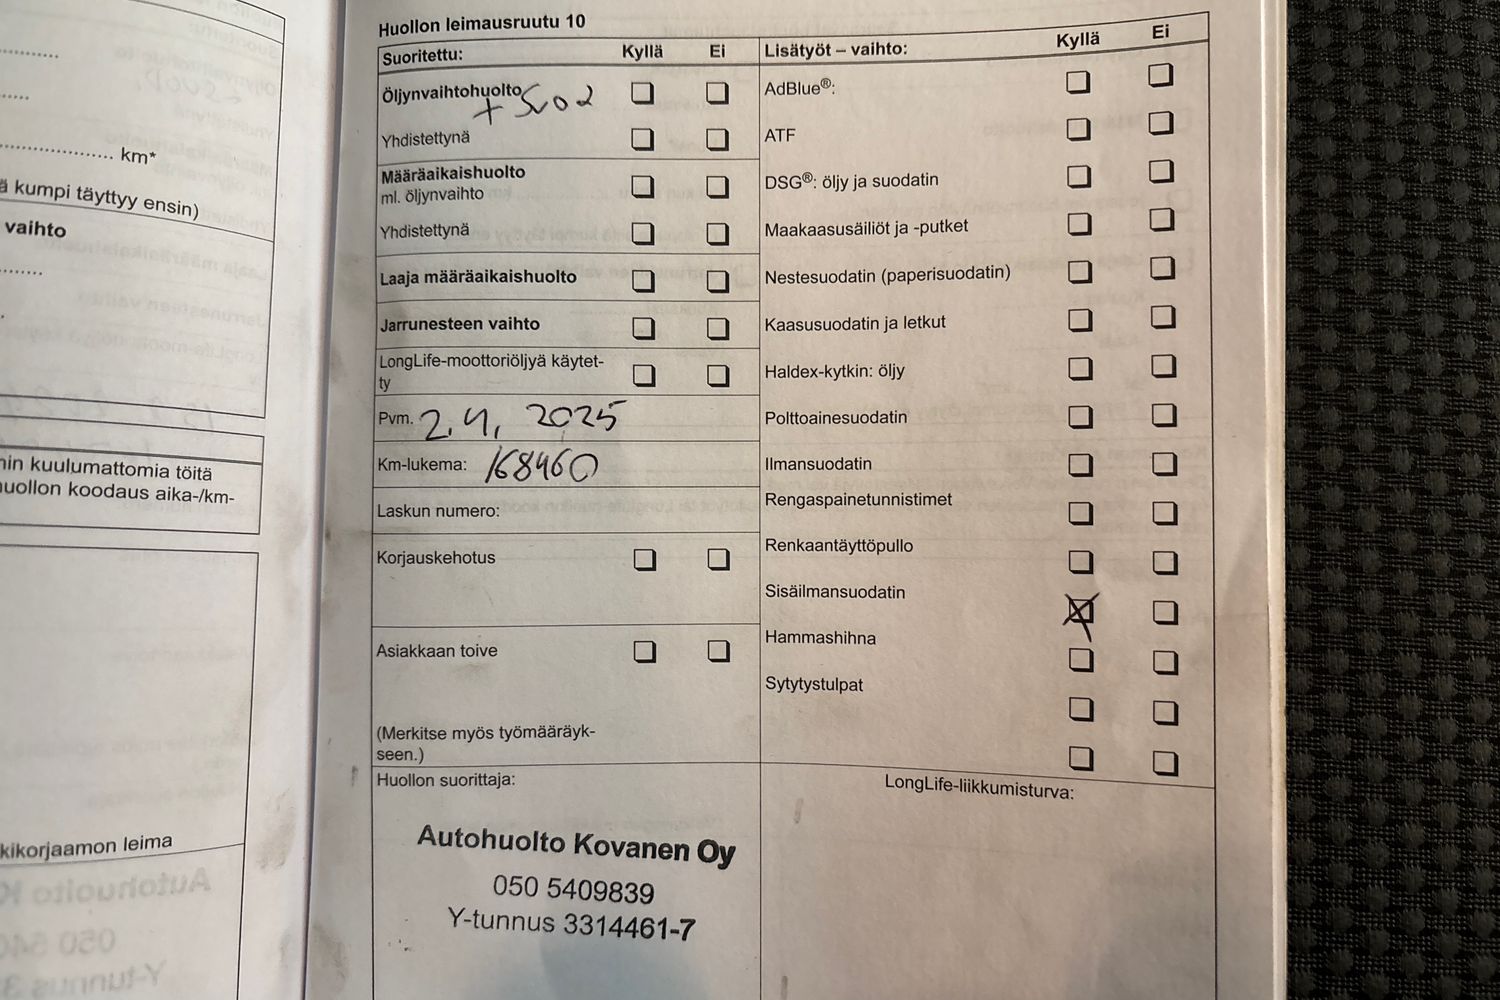 km*
ä kumpi täyttyy ensin)
vaihto
nin kuulumattomia töitä
uollon koodaus aika-/km-
kikorjaamon leima
Huollon leimausruutu 10
Suoritettu: Kyllä Ei
Öljynvaihtohuolto
+ Suod
Yhdistettynä
Määräaikaishuolto
ml. öljynvaihto
Yhdistettynä
Laaja määräaikaishuolto
Jarrunesteen vaihto
LongLife-moottoriöljyä käytet-
ty
Pvm. 2.4, 2025
Km-lukema: 168460
Laskun numero:
Korjauskehotus
Asiakkaan toive
(Merkitse myös työmääräyk-
seen.)
Huollon suorittaja:
Autohuolto Kovanen Oy
050 5409839
Y-tunnus 3314461-7
Lisätyöt – vaihto: Kyllä Ei
AdBlue®:
ATF
DSG®: öljy ja suodatin
Maakaasusäiliöt ja -putket
Nestesuodatin (paperisuodatin)
Kaasusuodatin ja letkut
Haldex-kytkin: öljy
Polttoainesuodatin
Ilmansuodatin
Rengaspainetunnistimet
Renkaantäyttöpullo
Sisäilmansuodatin
Hammashihna
Sytytystulpat
LongLife-liikkumisturva: